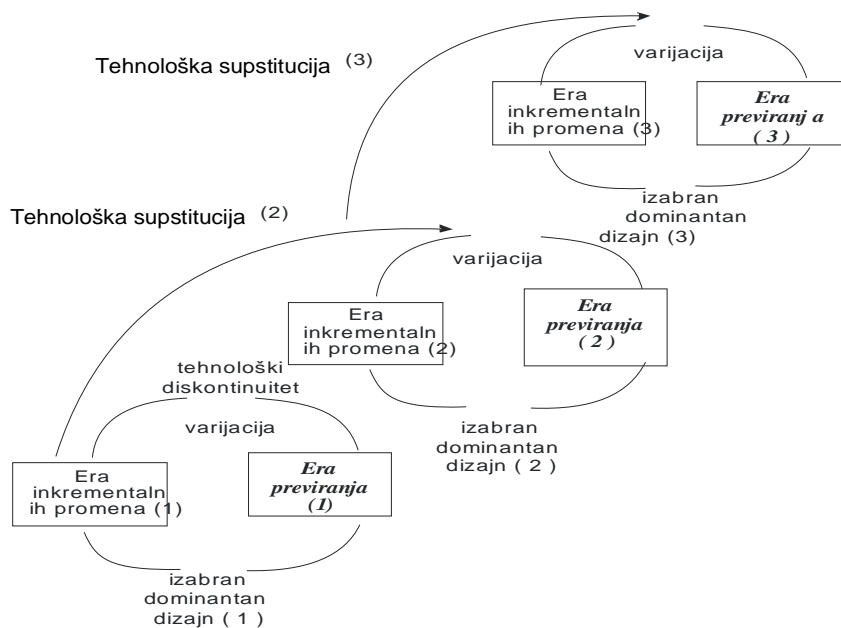 Tehnološka supstitucija (3)
varijacija
Era
inkrementaln
ih promena (3)
Era
previranj a
( 3 )
izabran
dominantan
dizajn (3)
Tehnološka supstitucija (2)
varijacija
Era
inkrementaln
ih promena (2)
Era
previranja
( 2 )
izabran
dominantan
dizajn ( 2 )
tehnološki
diskontinuitet
varijacija
Era
inkrementaln
ih promena (1)
Era
previranja
(1)
izabran
dominantan
dizajn ( 1 )